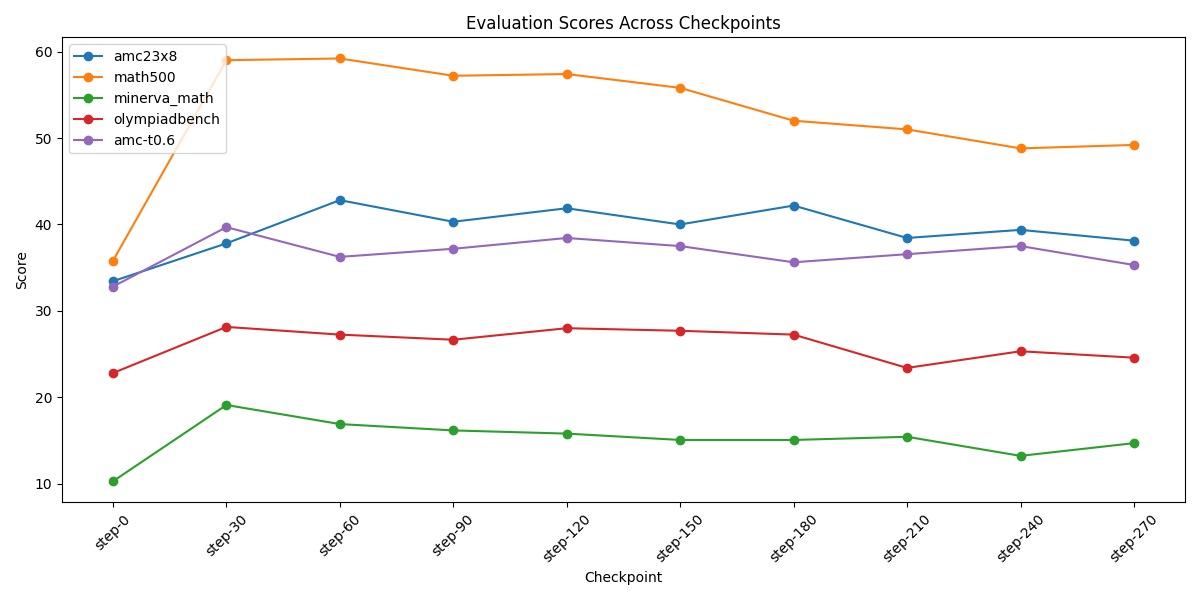 Evaluation Scores Across Checkpoints
amc23x8
math500
minerva_math
olympiadbench
amc-t0.6
Score
60
50
40
30
20
10
step-0
step-30
step-60
step-90
step-120
step-150
step-180
step-210
step-240
step-270
Checkpoint